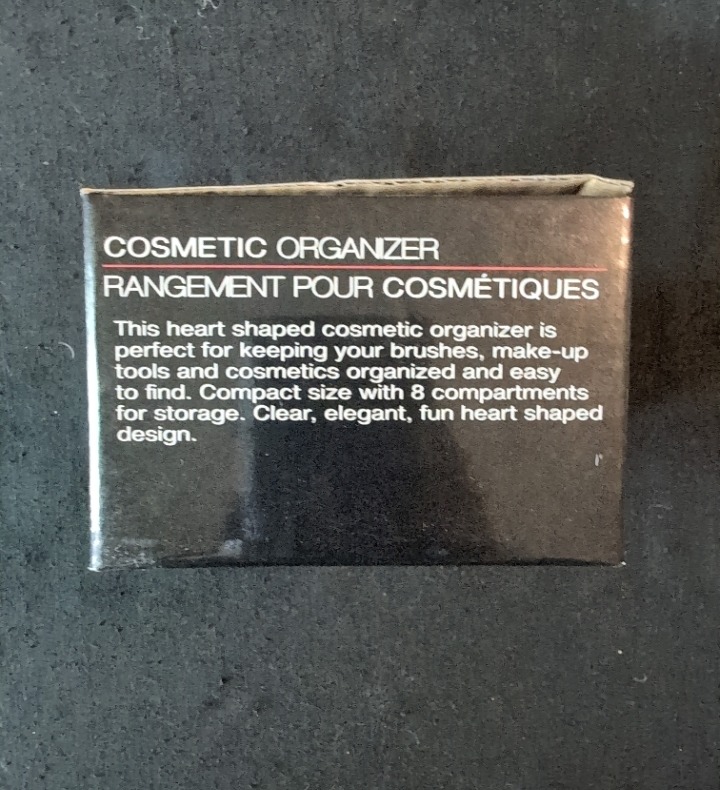 COSMETIC ORGANIZER
RANGEMENT POUR COSMÉTIQUES
This heart shaped cosmetic organizer is
perfect for keeping your brushes, make-up
tools and cosmetics organized and easy
to find. Compact size with 8 compartments
for storage. Clear, elegant, fun heart shaped
design.